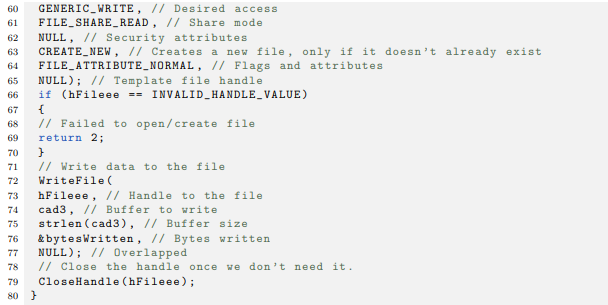 60 GENERIC_WRITE, // Desired access
61 FILE_SHARE_READ, // Share mode
62 NULL, // Security attributes
63 CREATE_NEW, // Creates a new file, only if it doesn't already exist
64 FILE_ATTRIBUTE_NORMAL, // Flags and attributes
65 NULL); // Template file handle
66 if (hFileee == INVALID_HANDLE_VALUE)
67 {
68 // Failed to open/create file
69 return 2;
70 }
71 // Write data to the file
72 WriteFile(
73 hFileee, // Handle to the file
74 cad3, // Buffer to write
75 strlen(cad3), // Buffer size
76 &bytesWritten, // Bytes written
77 NULL); // Overlapped
78 // Close the handle once we don't need it.
79 CloseHandle(hFileee);
80 }